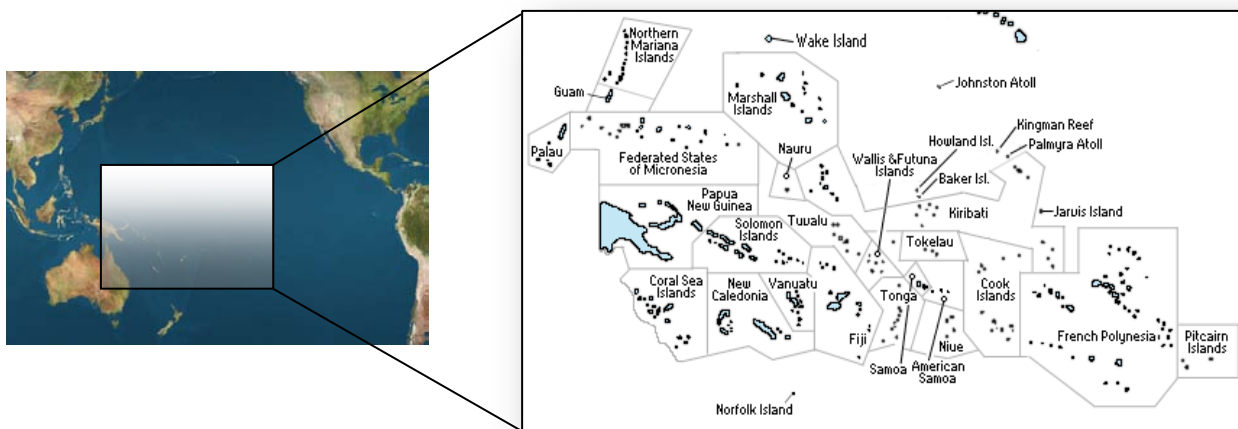 Northern
Mariana
Islands
Wake Island
Guam
Johnston Atoll
Marshall
Islands
Palau
Federated States
of Micronesia
Nauru
Wallis & Futuna
Islands
Howland Isl.
Kingman Reef
Palmyra Atoll
Baker Isl.
Papua
New Guinea
Tuvalu
Kiribati
Jarvis Island
Solomon
Islands
Tokelau
Coral Sea
Islands
New
Caledonia
Vanuatu
Tonga
Cook
Islands
Fiji
Niue
French Polynesia
Pitcairn
Islands
Samoa
American
Samoa
Norfolk Island